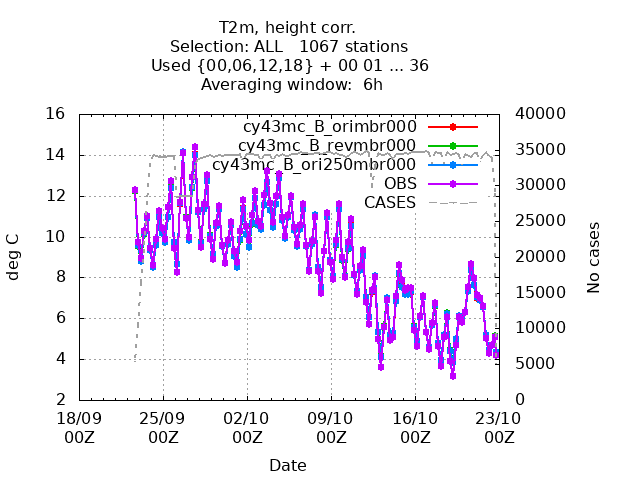 T2m, height corr.
Selection: ALL   1067 stations
Used {00,06,12,18} + 00 01 ... 36
Averaging window:  6h
16 40000
14 35000
12 30000
10 25000
8 20000
6 15000
4 10000
2 5000
0
cy43mc_B_orimbr000
cy43mc_B_revmbr000
cy43mc_B_ori250mbr000
OBS
CASES
deg C
No cases
18/09 25/09 02/10 09/10 16/10 23/10
00Z 00Z 00Z 00Z 00Z 00Z
Date